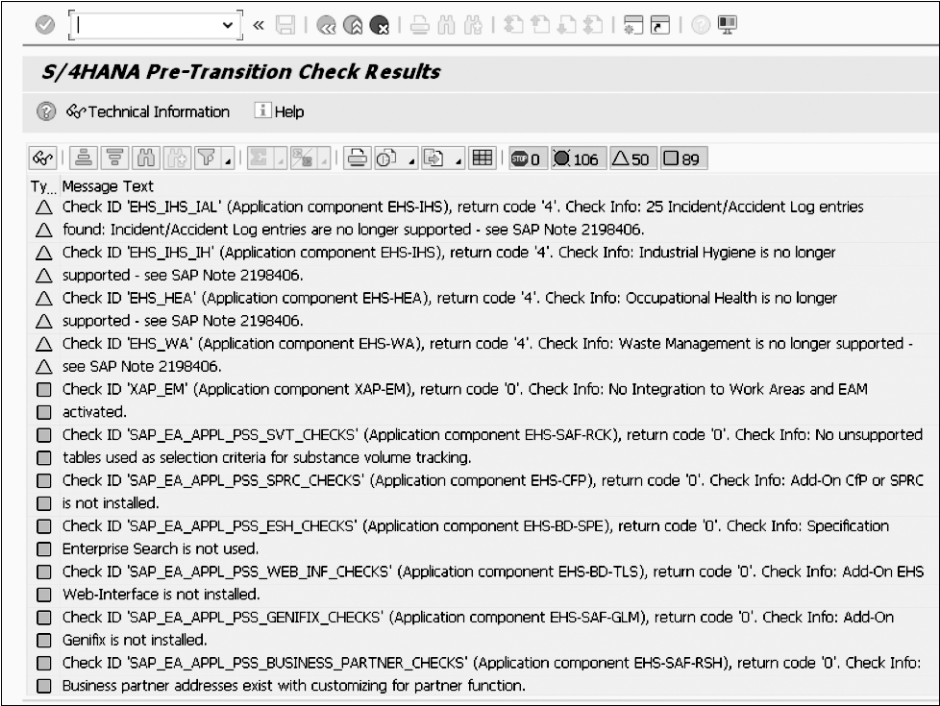 S/4HANA Pre-Transition Check Results
Technical Information Help
STOP 0 106 50 89
Ty... Message Text
Check ID 'EHS_IHS_IAL' (Application component EHS-IHS), return code '4'. Check Info: 25 Incident/Accident Log entries
found: Incident/Accident Log entries are no longer supported - see SAP Note 2198406.
Check ID 'EHS_IHS_IH' (Application component EHS-IHS), return code '4'. Check Info: Industrial Hygiene is no longer
supported - see SAP Note 2198406.
Check ID 'EHS_HEA' (Application component EHS-HEA), return code '4'. Check Info: Occupational Health is no longer
supported - see SAP Note 2198406.
Check ID 'EHS_WA' (Application component EHS-WA), return code '4'. Check Info: Waste Management is no longer supported -
see SAP Note 2198406.
Check ID 'XAP_EM' (Application component XAP-EM), return code '0'. Check Info: No Integration to Work Areas and EAM
activated.
Check ID 'SAP_EA_APPL_PSS_SVT_CHECKS' (Application component EHS-SAF-RCK), return code '0'. Check Info: No unsupported
tables used as selection criteria for substance volume tracking.
Check ID 'SAP_EA_APPL_PSS_SPRC_CHECKS' (Application component EHS-CFP), return code '0'. Check Info: Add-On CfP or SPRC
is not installed.
Check ID 'SAP_EA_APPL_PSS_ESH_CHECKS' (Application component EHS-BD-SPE), return code '0'. Check Info: Specification
Enterprise Search is not used.
Check ID 'SAP_EA_APPL_PSS_WEB_INF_CHECKS' (Application component EHS-BD-TLS), return code '0'. Check Info: Add-On EHS
Web-Interface is not installed.
Check ID 'SAP_EA_APPL_PSS_GENIFIX_CHECKS' (Application component EHS-SAF-GLM), return code '0'. Check Info: Add-On
Genifix is not installed.
Check ID 'SAP_EA_APPL_PSS_BUSINESS_PARTNER_CHECKS' (Application component EHS-SAF-RSH), return code '0'. Check Info:
Business partner addresses exist with customizing for partner function.